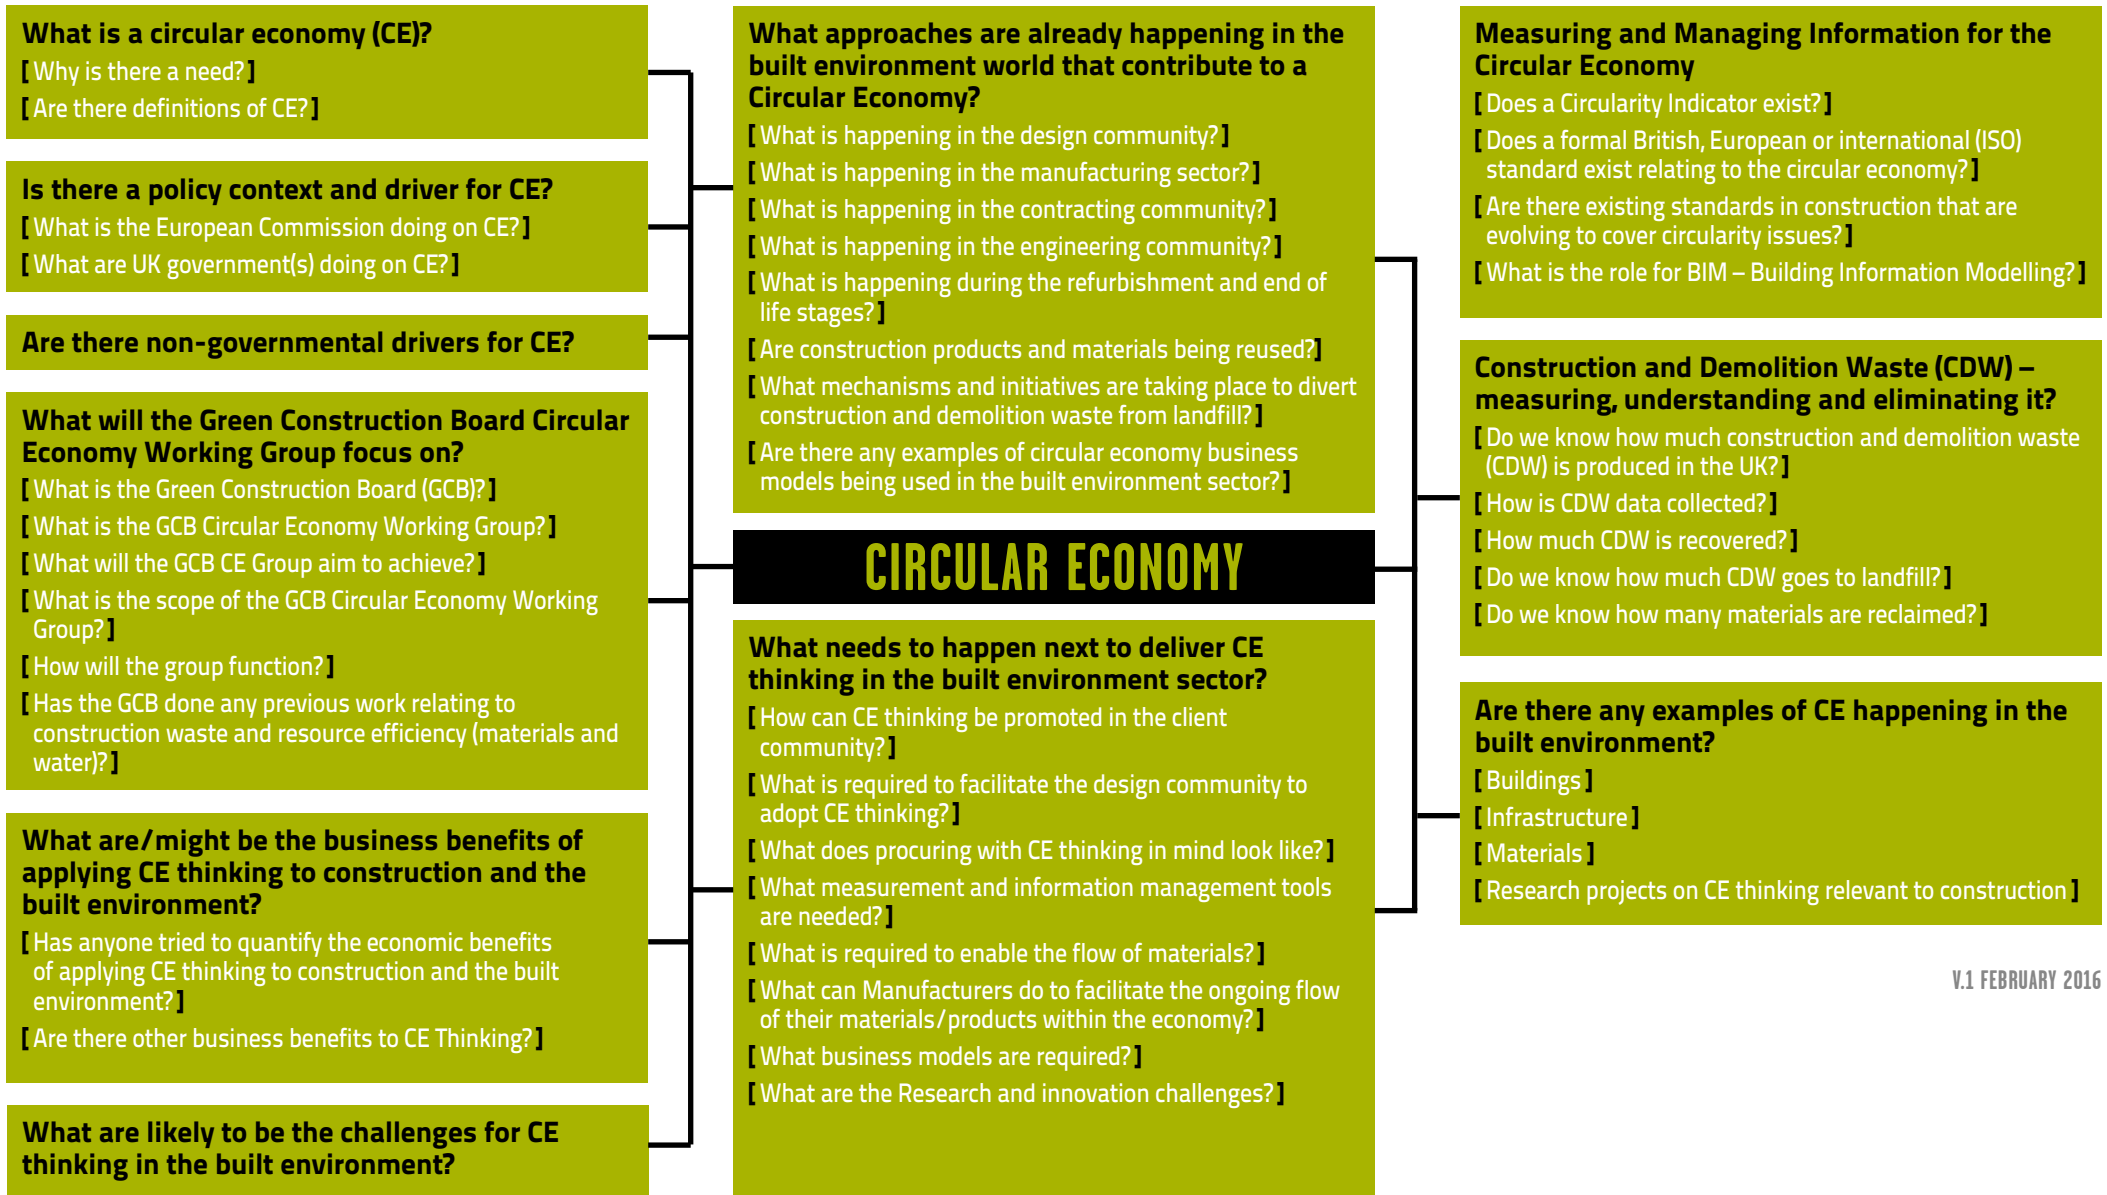 What is a circular economy (CE)?
[Why is there a need?]
[Are there definitions of CE?]
Is there a policy context and driver for CE?
[What is the European Commission doing on CE?]
[What are UK government(s) doing on CE?]
Are there non-governmental drivers for CE?
What will the Green Construction Board Circular
Economy Working Group focus on?
[What is the Green Construction Board (GCB)?]
[What is the GCB Circular Economy Working Group?]
[What will the GCB CE Group aim to achieve?]
[What is the scope of the GCB Circular Economy Working
Group?]
[How will the group function?]
[Has the GCB done any previous work relating to
construction waste and resource efficiency (materials and
water)?]
What are/might be the business benefits of
applying CE thinking to construction and the
built environment?
[Has anyone tried to quantify the economic benefits
of applying CE thinking to construction and the built
environment?]
[Are there other business benefits to CE Thinking?]
What are likely to be the challenges for CE
thinking in the built environment?
What approaches are already happening in the
built environment world that contribute to a
Circular Economy?
[What is happening in the design community?]
[What is happening in the manufacturing sector?]
[What is happening in the contracting community?]
[What is happening in the engineering community?]
[What is happening during the refurbishment and end of
life stages?]
[Are construction products and materials being reused?]
[What mechanisms and initiatives are taking place to divert
construction and demolition waste from landfill?]
[Are there any examples of circular economy business
models being used in the built environment sector?]
CIRCULAR ECONOMY
What needs to happen next to deliver CE
thinking in the built environment sector?
[How can CE thinking be promoted in the client
community?]
[What is required to facilitate the design community to
adopt CE thinking?]
[What does procuring with CE thinking in mind look like?]
[What measurement and information management tools
are needed?]
[What is required to enable the flow of materials?]
[What can Manufacturers do to facilitate the ongoing flow
of their materials/products within the economy?]
[What business models are required?]
[What are the Research and innovation challenges?]
Measuring and Managing Information for the
Circular Economy
[Does a Circularity Indicator exist?]
[Does a formal British, European or international (ISO)
standard exist relating to the circular economy?]
[Are there existing standards in construction that are
evolving to cover circularity issues?]
[What is the role for BIM – Building Information Modelling?]
Construction and Demolition Waste (CDW) –
measuring, understanding and eliminating it?
[Do we know how much construction and demolition waste
(CDW) is produced in the UK?]
[How is CDW data collected?]
[How much CDW is recovered?]
[Do we know how much CDW goes to landfill?]
[Do we know how many materials are reclaimed?]
Are there any examples of CE happening in the
built environment?
[Buildings]
[Infrastructure]
[Materials]
[Research projects on CE thinking relevant to construction]
V.1 FEBRUARY 2016